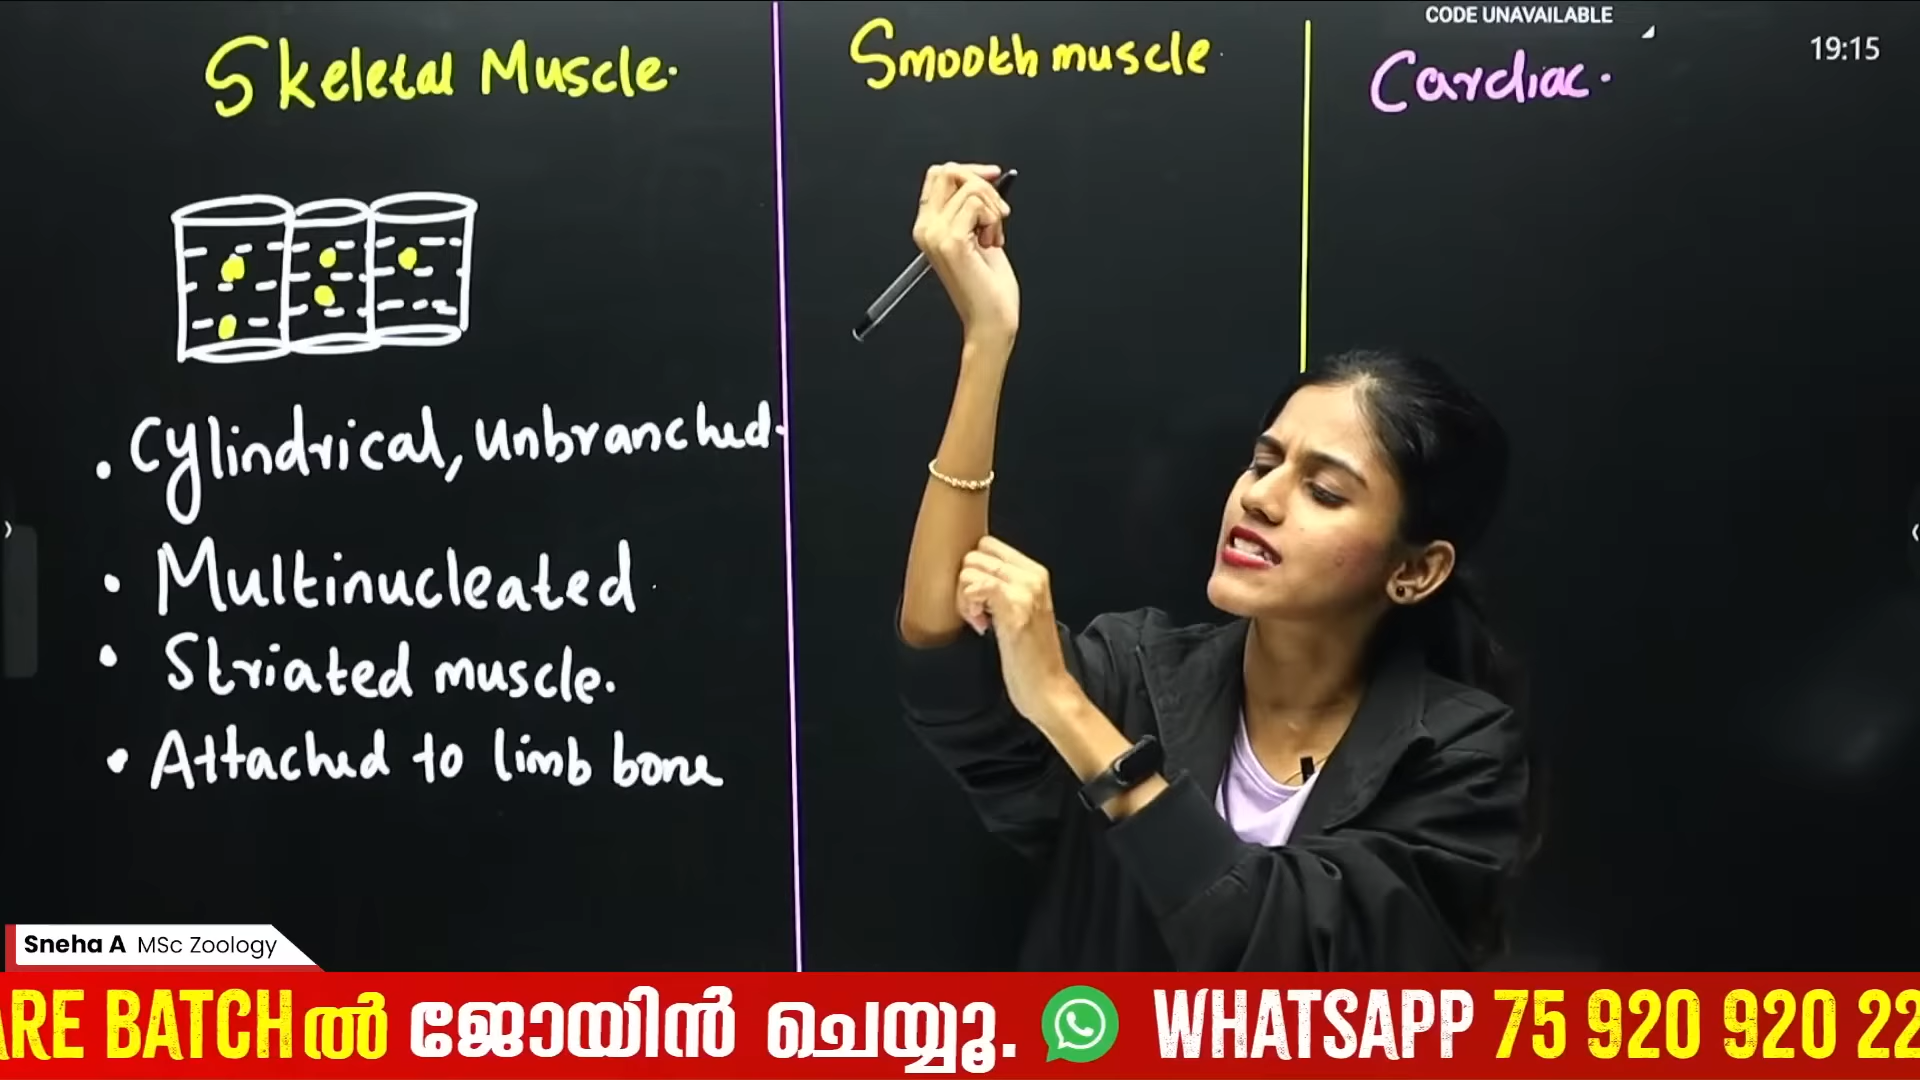 CODE UNAVAILABLE
19:15
Skeletal Muscle.
Smooth muscle
Cardiac.
. Cylindrical, unbranched.
. Multinucleated
. Striated muscle.
. Attached to limb bone
Sneha A MSc Zoology
ARE BATCHൽ ജോയിൻ ചെയ്യൂ. WHATSAPP 75 920 920 22